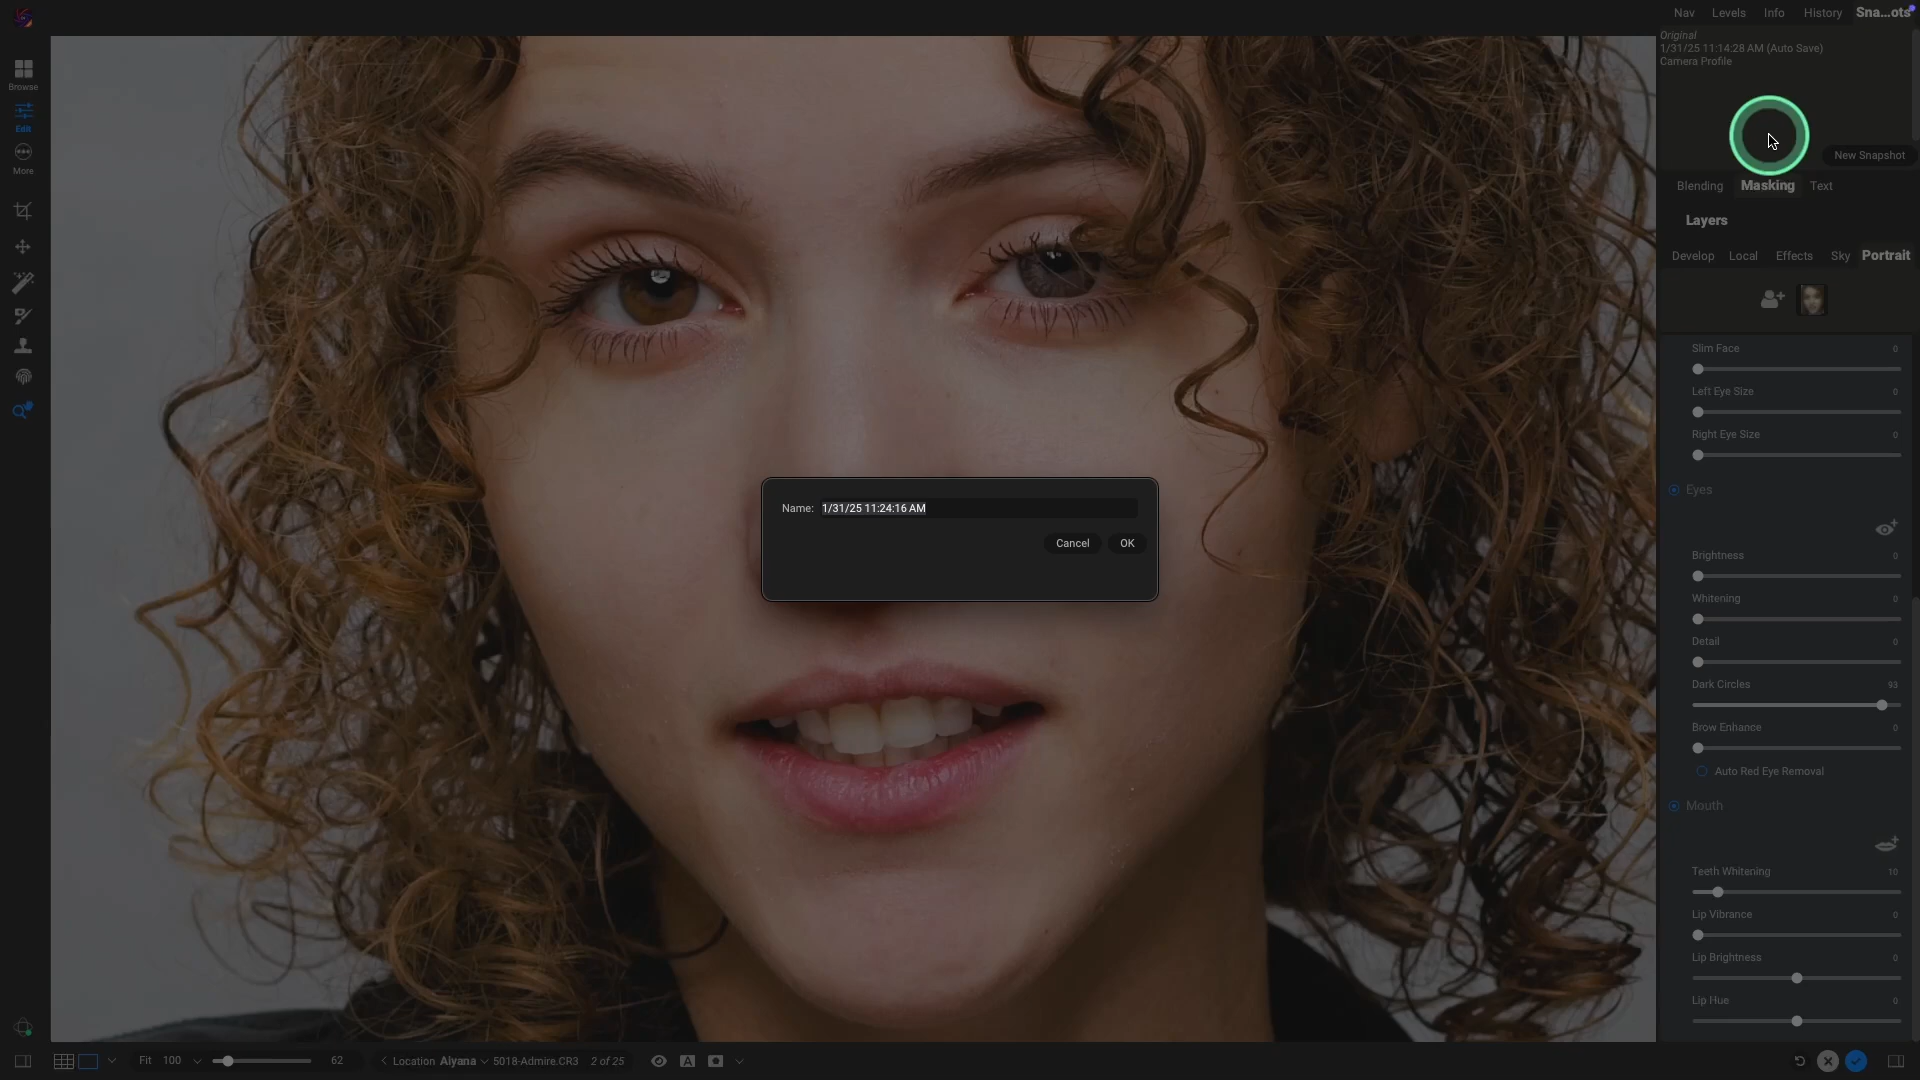 Nav Levels Info History Sna...ots
Original
1/31/25 11:14:28 AM (Auto Save)
Camera Profile
New Snapshot
Blending Masking Text
Layers
Develop Local Effects Sky Portrait
Browse
Edit
More
Slim Face 0
Left Eye Size 0
Right Eye Size 0
Eyes
Brightness 0
Whitening 0
Detail 0
Dark Circles 93
Brow Enhance 0
Auto Red Eye Removal
Mouth
Teeth Whitening 10
Lip Vibrance 0
Lip Brightness 0
Lip Hue 0
Name: 1/31/25 11:24:16 AM
Cancel OK
Fit 100 62 Location Aiyana 5018-Admire.CR3 2 of 25 A